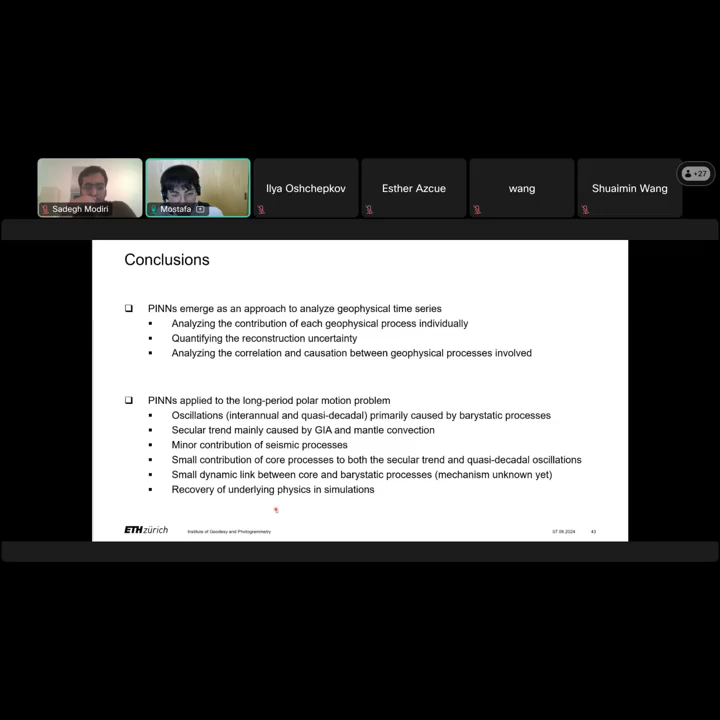 Sadegh Modiri
Mostafa
Ilya Oshchepkov
Esther Azcue
wang
Shuaimin Wang
+27
Conclusions
PINNs emerge as an approach to analyze geophysical time series
Analyzing the contribution of each geophysical process individually
Quantifying the reconstruction uncertainty
Analyzing the correlation and causation between geophysical processes involved
PINNs applied to the long-period polar motion problem
Oscillations (interannual and quasi-decadal) primarily caused by barystatic processes
Secular trend mainly caused by GIA and mantle convection
Minor contribution of seismic processes
Small contribution of core processes to both the secular trend and quasi-decadal oscillations
Small dynamic link between core and barystatic processes (mechanism unknown yet)
Recovery of underlying physics in simulations
ETH zürich
Institute of Geodesy and Photogrammetry
07.06.2024
43